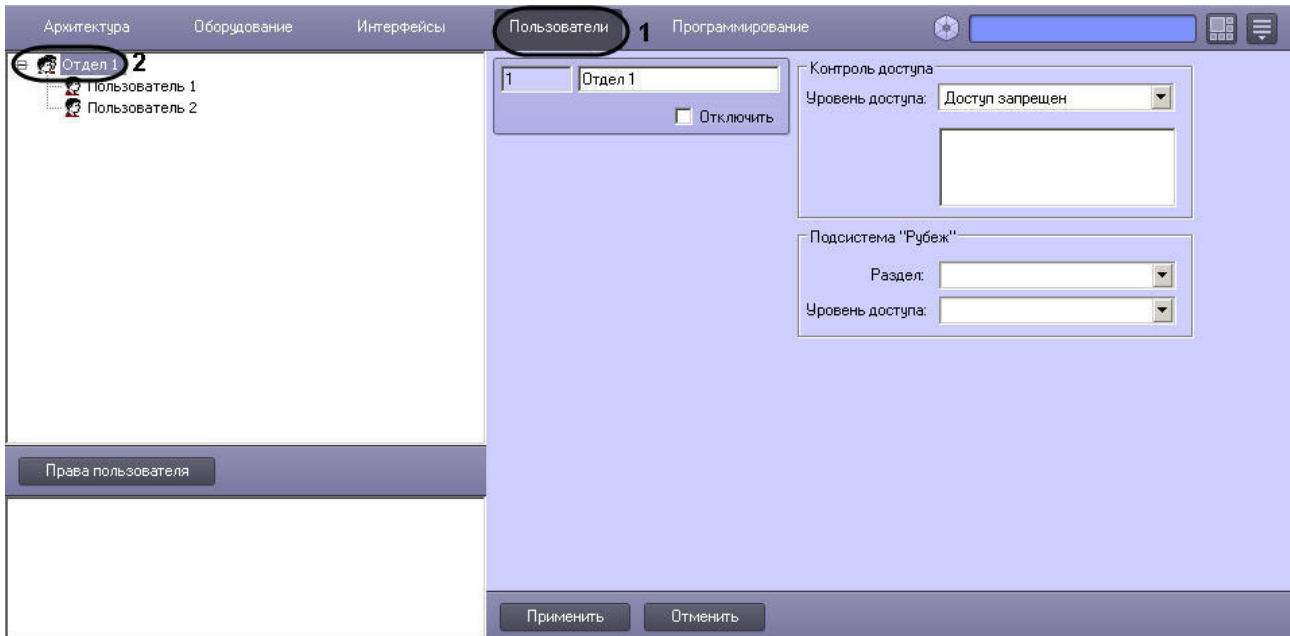 Архитектура Оборудование Интерфейсы Пользователи 1 Программирование
Отдел 1 2
Пользователь 1
Пользователь 2
1 Отдел 1
Отключить
Контроль доступа
Уровень доступа: Доступ запрещен
Подсистема "Рубеж"
Раздел:
Уровень доступа:
Права пользователя
Применить Отменить